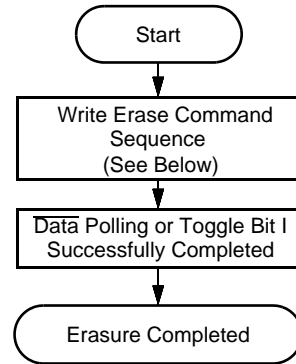 Start
Write Erase Command
Sequence
(See Below)
Data Polling or Toggle Bit I
Successfully Completed
Erasure Completed